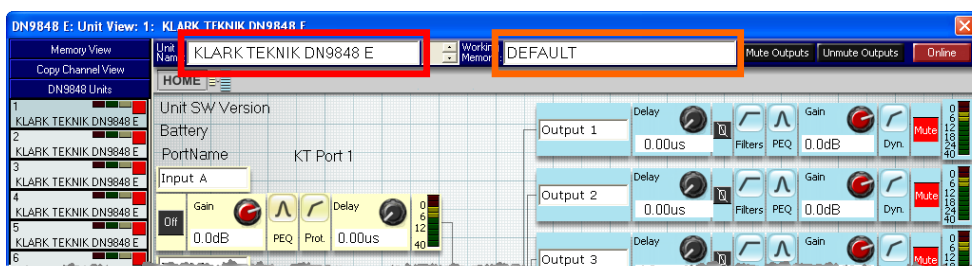 DN9848 E: Unit View: 1: KLARK TEKNIK DN9848 E
Memory View
Copy Channel View
DN9848 Units
Unit Name: KLARK TEKNIK DN9848 E
Working Memory: DEFAULT
Mute Outputs Unmute Outputs Online
HOME
1
KLARK TEKNIK DN9848 E
2
KLARK TEKNIK DN9848 E
3
KLARK TEKNIK DN9848 E
4
KLARK TEKNIK DN9848 E
5
KLARK TEKNIK DN9848 E
6
Unit SW Version
Battery
PortName KT Port 1
Input A
Off Gain 0.0dB PEQ Prot. Delay 0.00us
0
6
12
40
Output 1 Delay 0.00us Filters PEQ Gain 0.0dB Dyn. Mute
0
6
12
18
24
40
Output 2 Delay 0.00us Filters PEQ Gain 0.0dB Dyn. Mute
0
6
12
18
24
40
Output 3 Delay Gain Mute
0
6
12